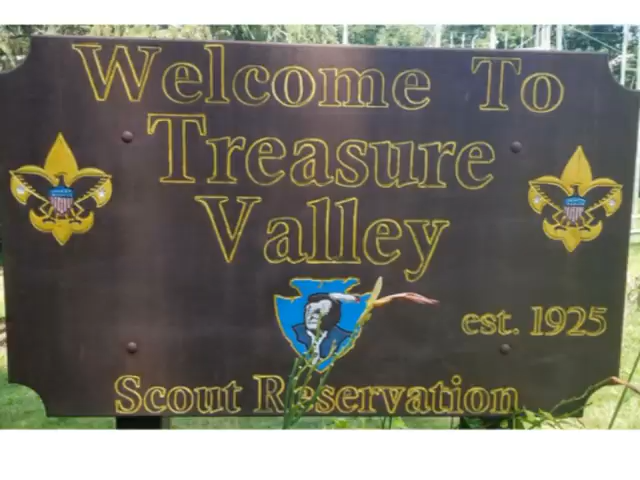 Welcome To
Treasure
Valley
est. 1925
Scout Reservation